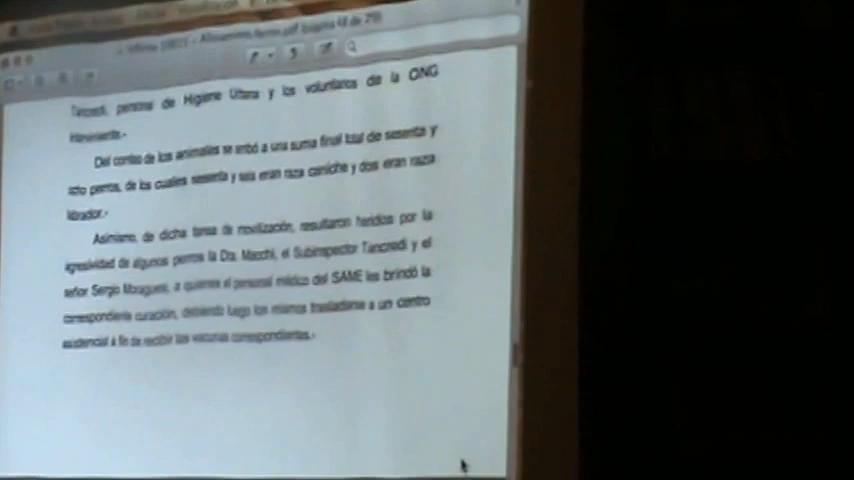 Tancredi, personal de Higiene Urbana y los voluntarios de la ONG
interviniente.-
Del conteo de los animales se arribó a una suma final total de sesenta y
ocho perros, de los cuales sesenta y seis eran raza caniche y dos eran raza
labrador.-
Asimismo, de dicha tarea de movilización, resultaron heridos por la
agresividad de algunos perros la Dra. Macchi, el Subinspector Tancredi y el
señor Sergio Moragues, a quienes el personal médico del SAME les brindó la
correspondiente curación, debiendo luego los mismos trasladarse a un centro
asistencial a fin de recibir las vacunas correspondientes.-